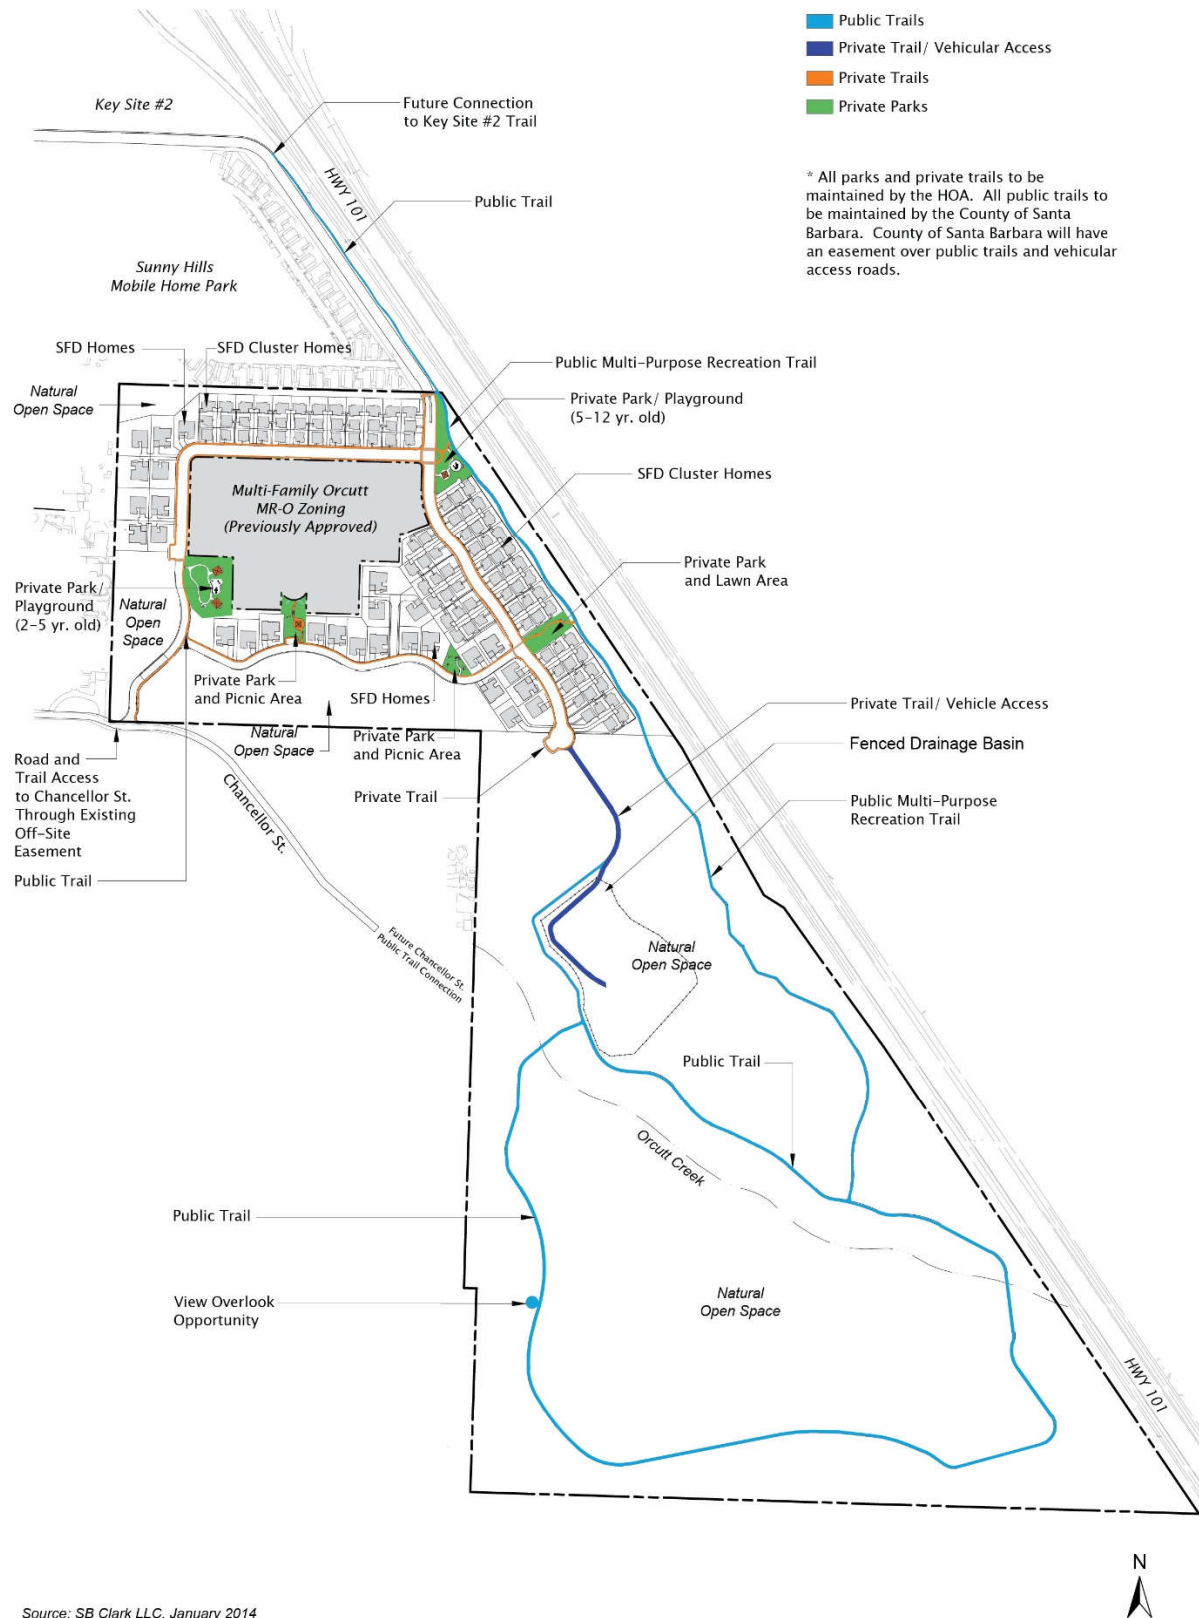 Public Trails
Private Trail/ Vehicular Access
Private Trails
Private Parks
* All parks and private trails to be
maintained by the HOA.  All public trails to
be maintained by the County of Santa
Barbara.  County of Santa Barbara will have
an easement over public trails and vehicular
access roads.
Key Site #2
Future Connection
to Key Site #2 Trail
HWY 101
Public Trail
Sunny Hills
Mobile Home Park
SFD Homes
SFD Cluster Homes
Public Multi-Purpose Recreation Trail
Natural
Open Space
Private Park/ Playground
(5-12 yr. old)
SFD Cluster Homes
Multi-Family Orcutt
MR-O Zoning
(Previously Approved)
Private Park
and Lawn Area
Private Park/
Playground
(2-5 yr. old)
Natural
Open
Space
Private Park
and Picnic Area
SFD Homes
Private Trail/ Vehicle Access
Natural
Open Space
Private Park
and Picnic Area
Fenced Drainage Basin
Road and
Trail Access
to Chancellor St.
Through Existing
Off-Site
Easement
Chancellor St.
Private Trail
Public Multi-Purpose
Recreation Trail
Public Trail
Future Chancellor St.
Public Trail Connection
Natural
Open Space
Public Trail
Orcutt Creek
Public Trail
View Overlook
Opportunity
Natural
Open Space
HWY 101
N
Source: SB Clark LLC, January 2014